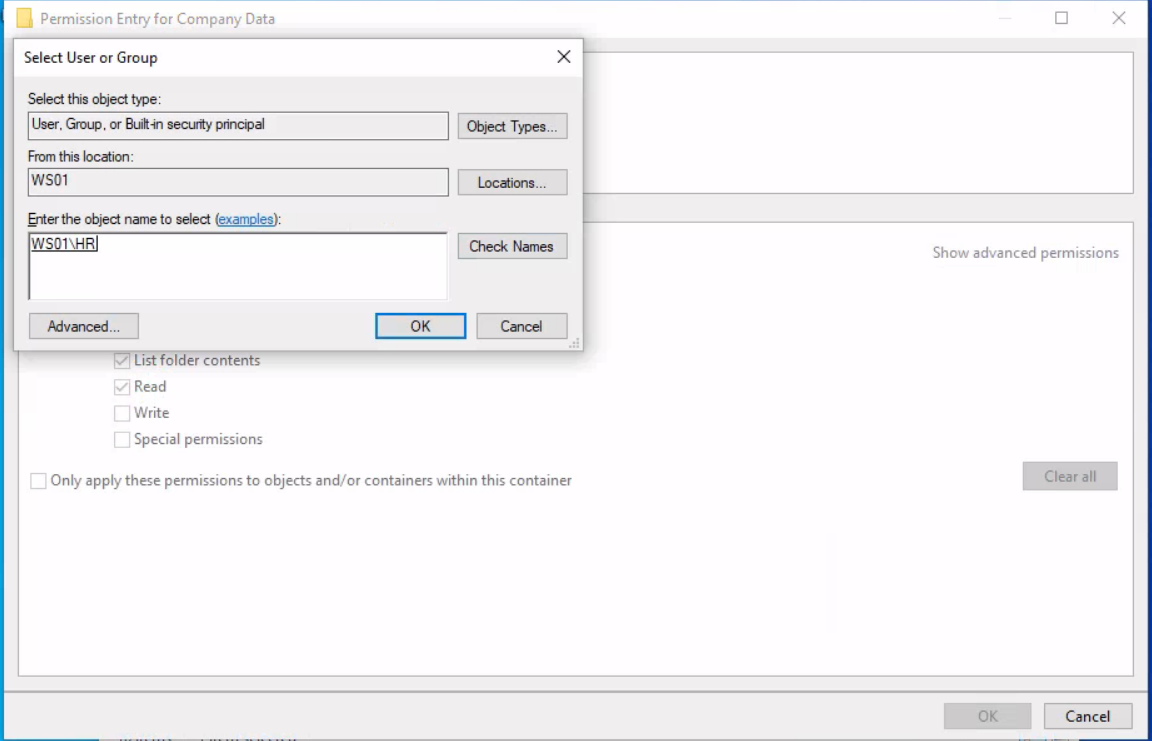 Permission Entry for Company Data
Select User or Group
Select this object type:
User, Group, or Built-in security principal
Object Types...
From this location:
WS01
Locations...
Enter the object name to select (examples):
WS01\HR
Check Names
Show advanced permissions
Advanced...
OK
Cancel
List folder contents
Read
Write
Special permissions
Only apply these permissions to objects and/or containers within this container
Clear all
OK
Cancel